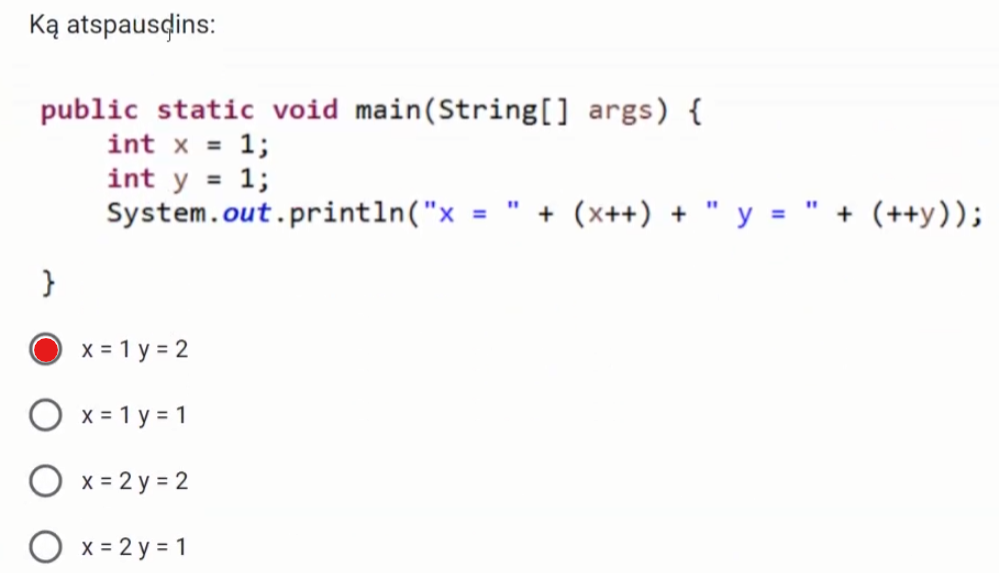 Ką atspausdins:
public static void main(String[] args) {
int x = 1;
int y = 1;
System.out.println("x = " + (x++) + " y = " + (++y));
}
x = 1 y = 2
x = 1 y = 1
x = 2 y = 2
x = 2 y = 1